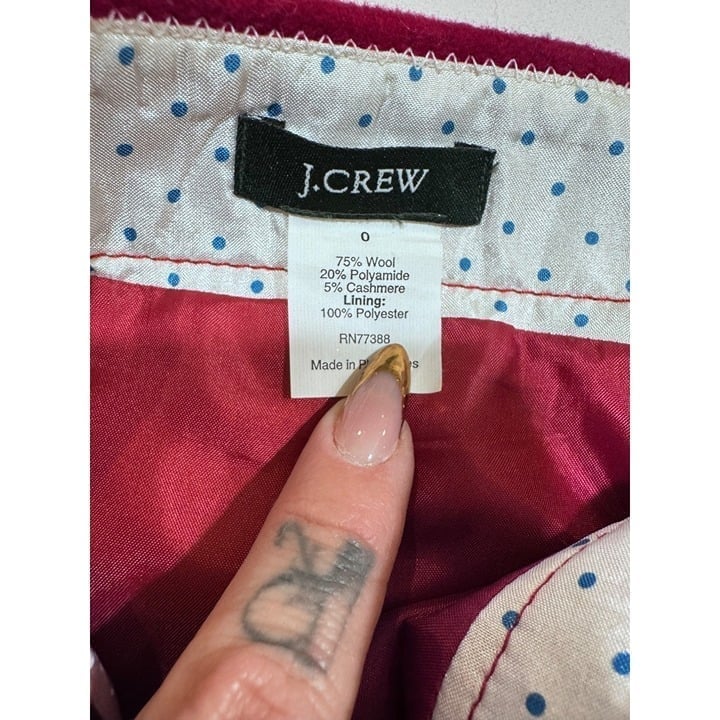 J.CREW
0
75% Wool
20% Polyamide
5% Cashmere
Lining:
100% Polyester
RN77388
Made in